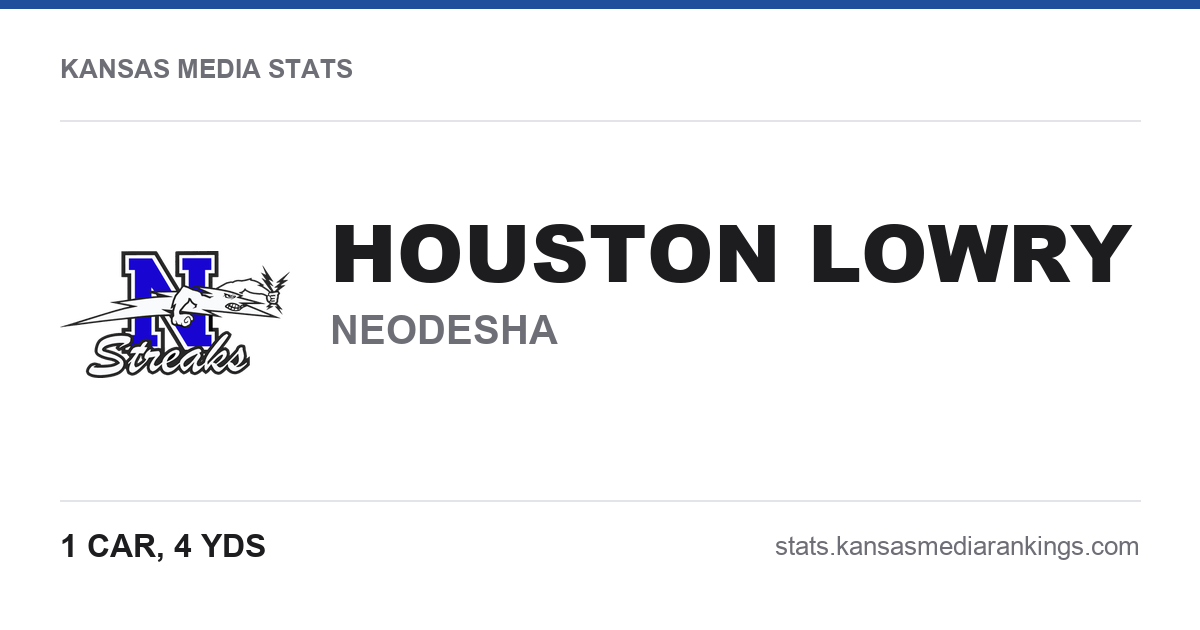 KANSAS MEDIA STATS
HOUSTON LOWRY
NEODESHA
N
Streaks
1 CAR, 4 YDS
stats.kansasmediarankings.com